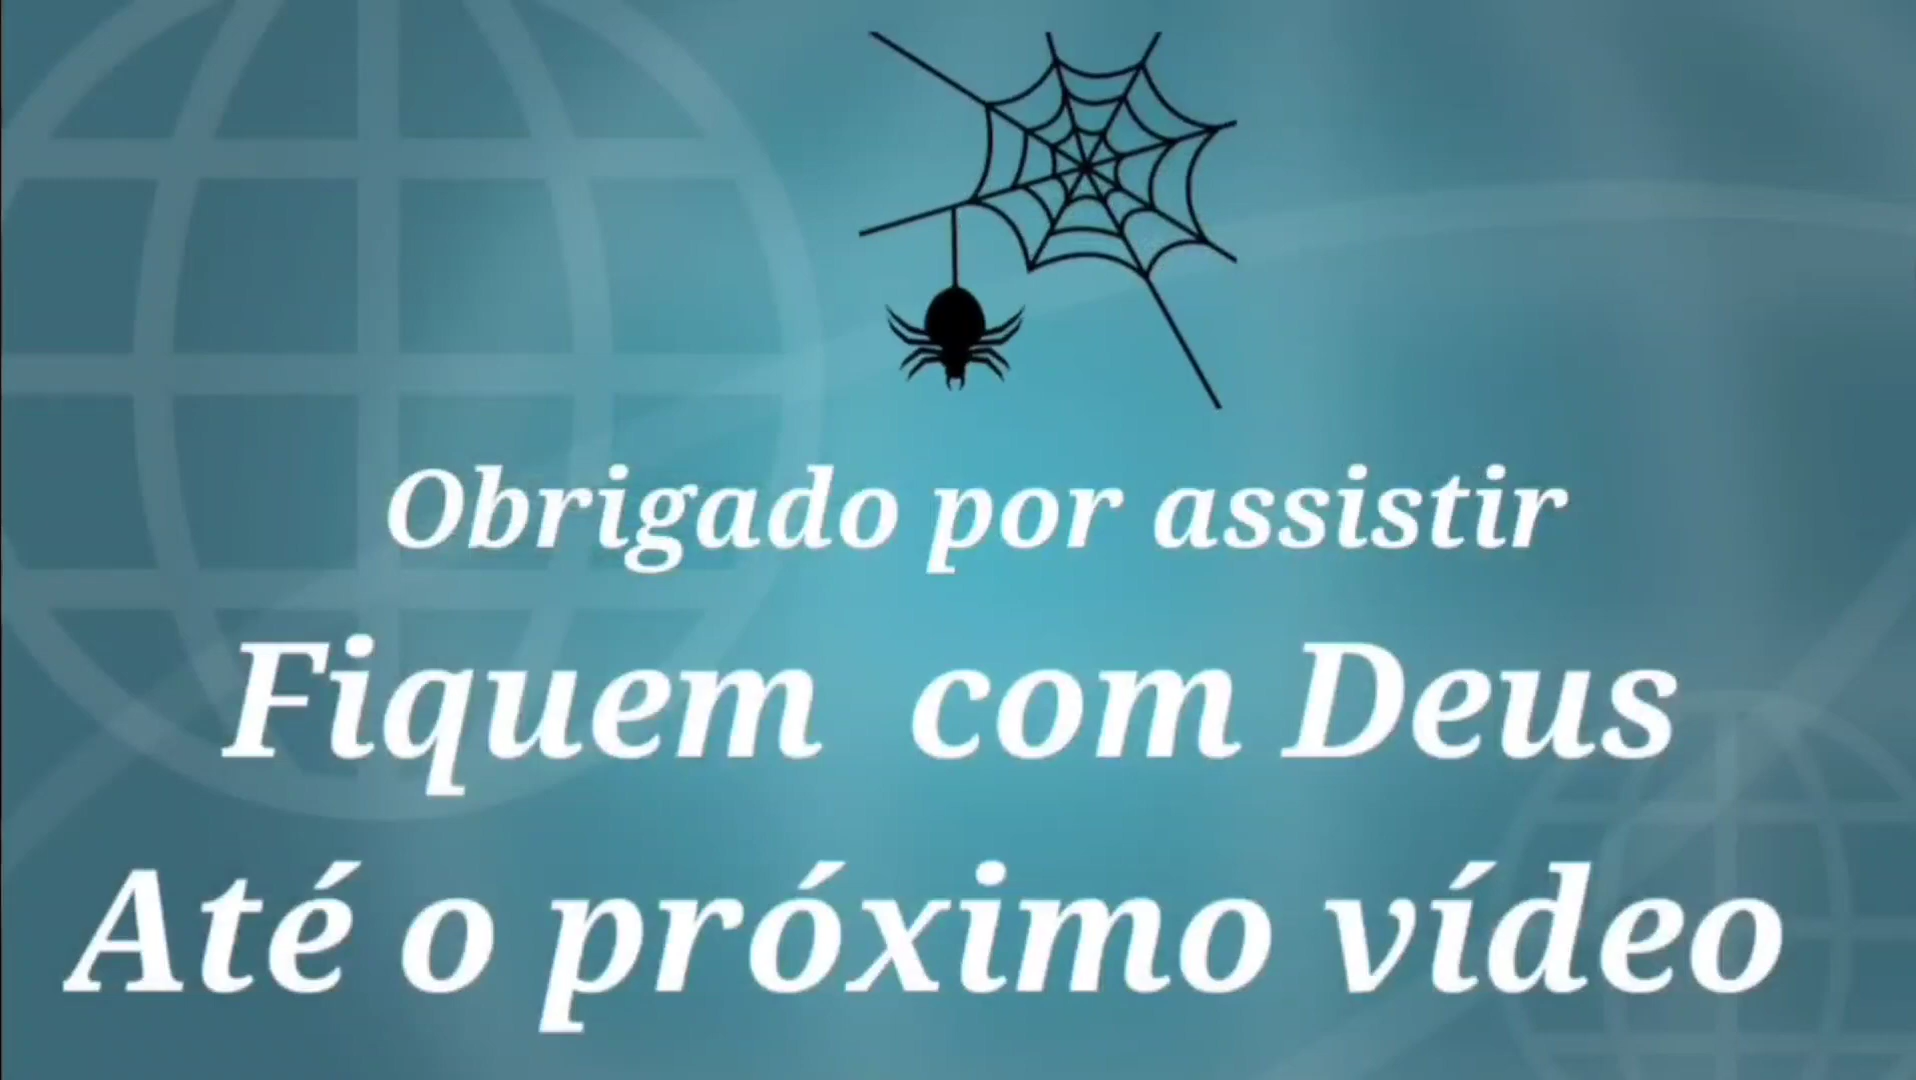 Obrigado por assistir
Fiquem com Deus
Até o próximo vídeo